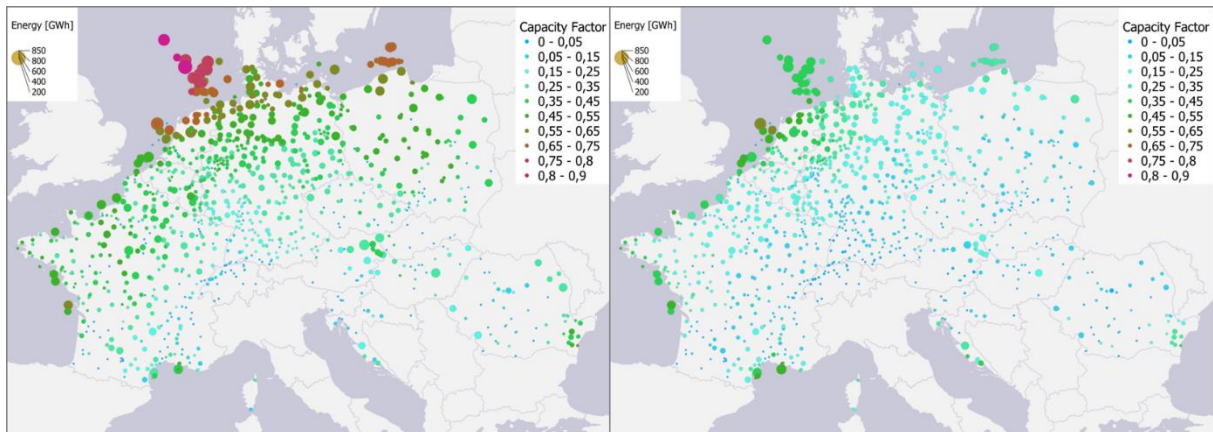 Energy [GWh]
850
800
600
400
200
Capacity Factor
0 - 0,05
0,05 - 0,15
0,15 - 0,25
0,25 - 0,35
0,35 - 0,45
0,45 - 0,55
0,55 - 0,65
0,65 - 0,75
0,75 - 0,8
0,8 - 0,9
Energy [GWh]
850
800
600
400
200
Capacity Factor
0 - 0,05
0,05 - 0,15
0,15 - 0,25
0,25 - 0,35
0,35 - 0,45
0,45 - 0,55
0,55 - 0,65
0,65 - 0,75
0,75 - 0,8
0,8 - 0,9